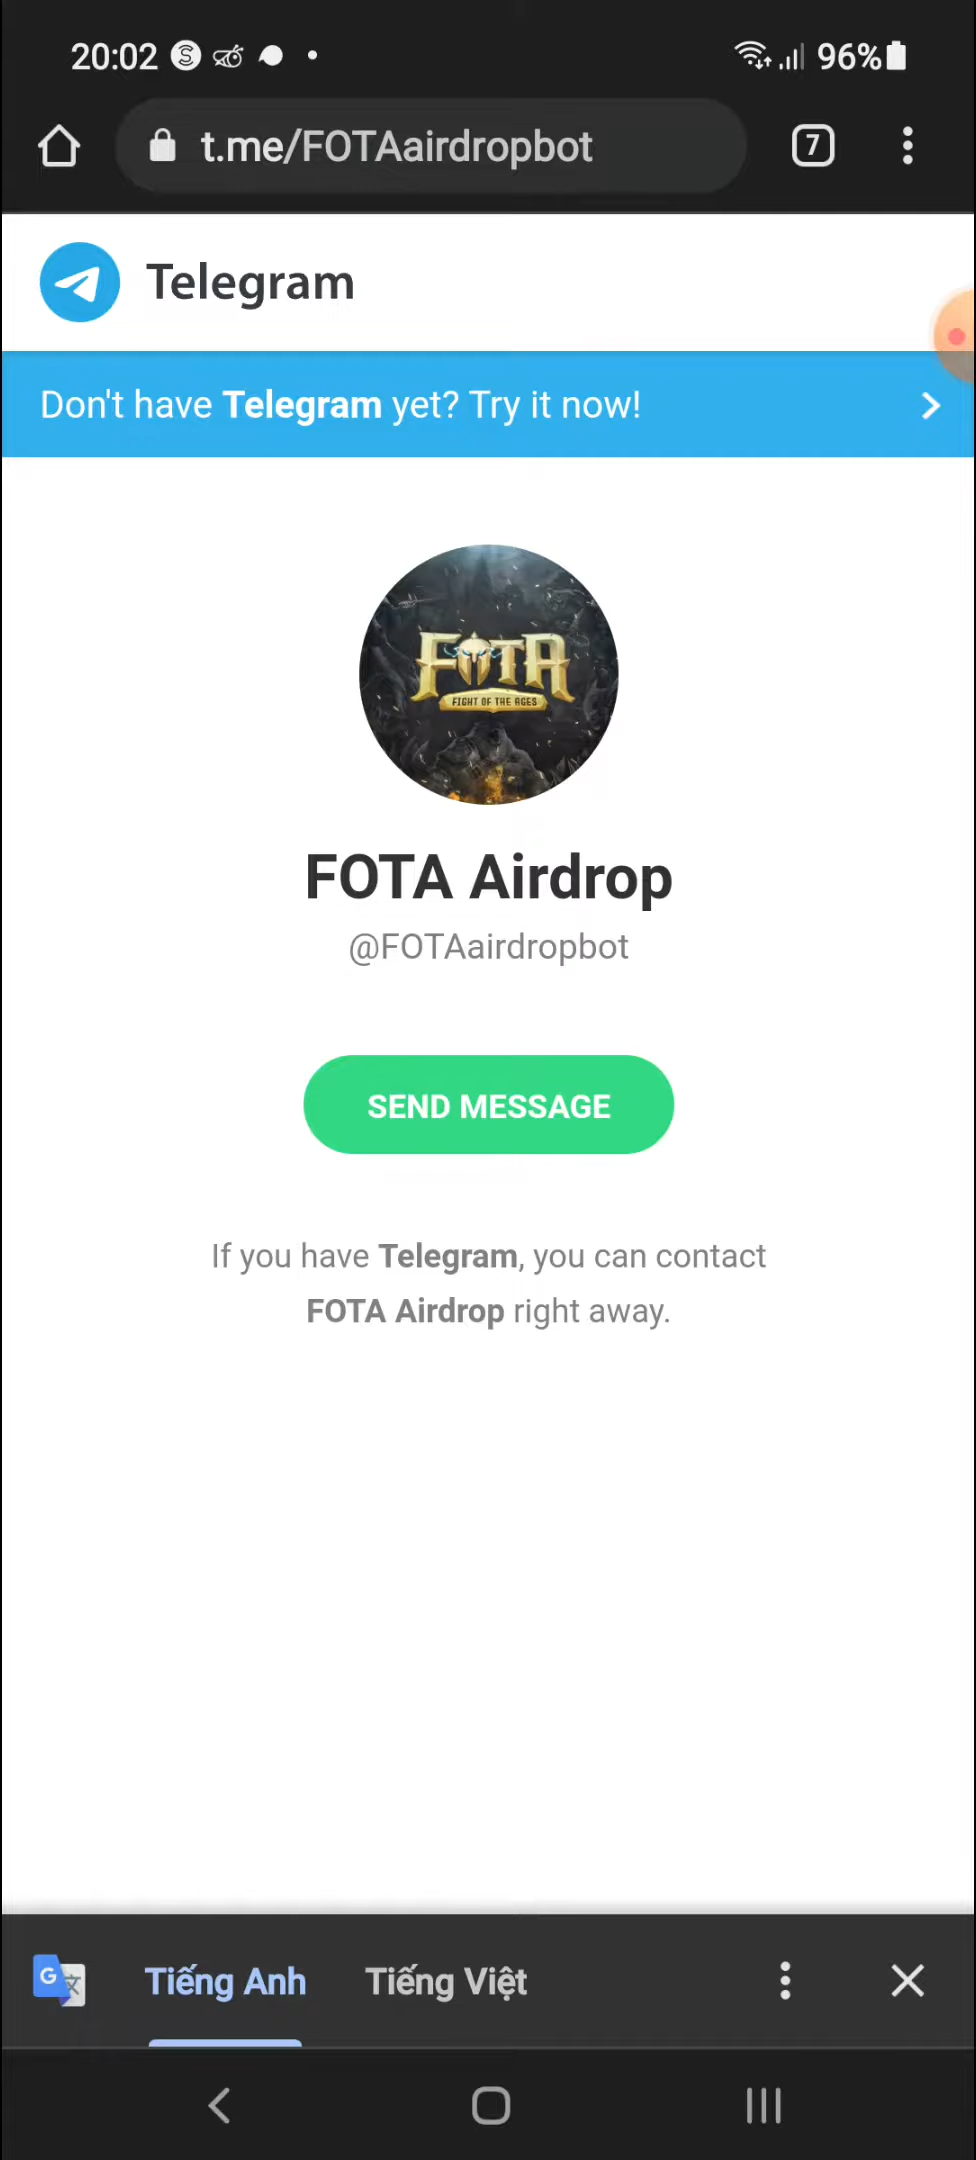 20:02
96%
t.me/FOTAairdropbot
7
Telegram
Don't have Telegram yet? Try it now!
FOTA
FIGHT OF THE AGES
FOTA Airdrop
@FOTAairdropbot
SEND MESSAGE
If you have Telegram, you can contact
FOTA Airdrop right away.
Tiếng Anh
Tiếng Việt